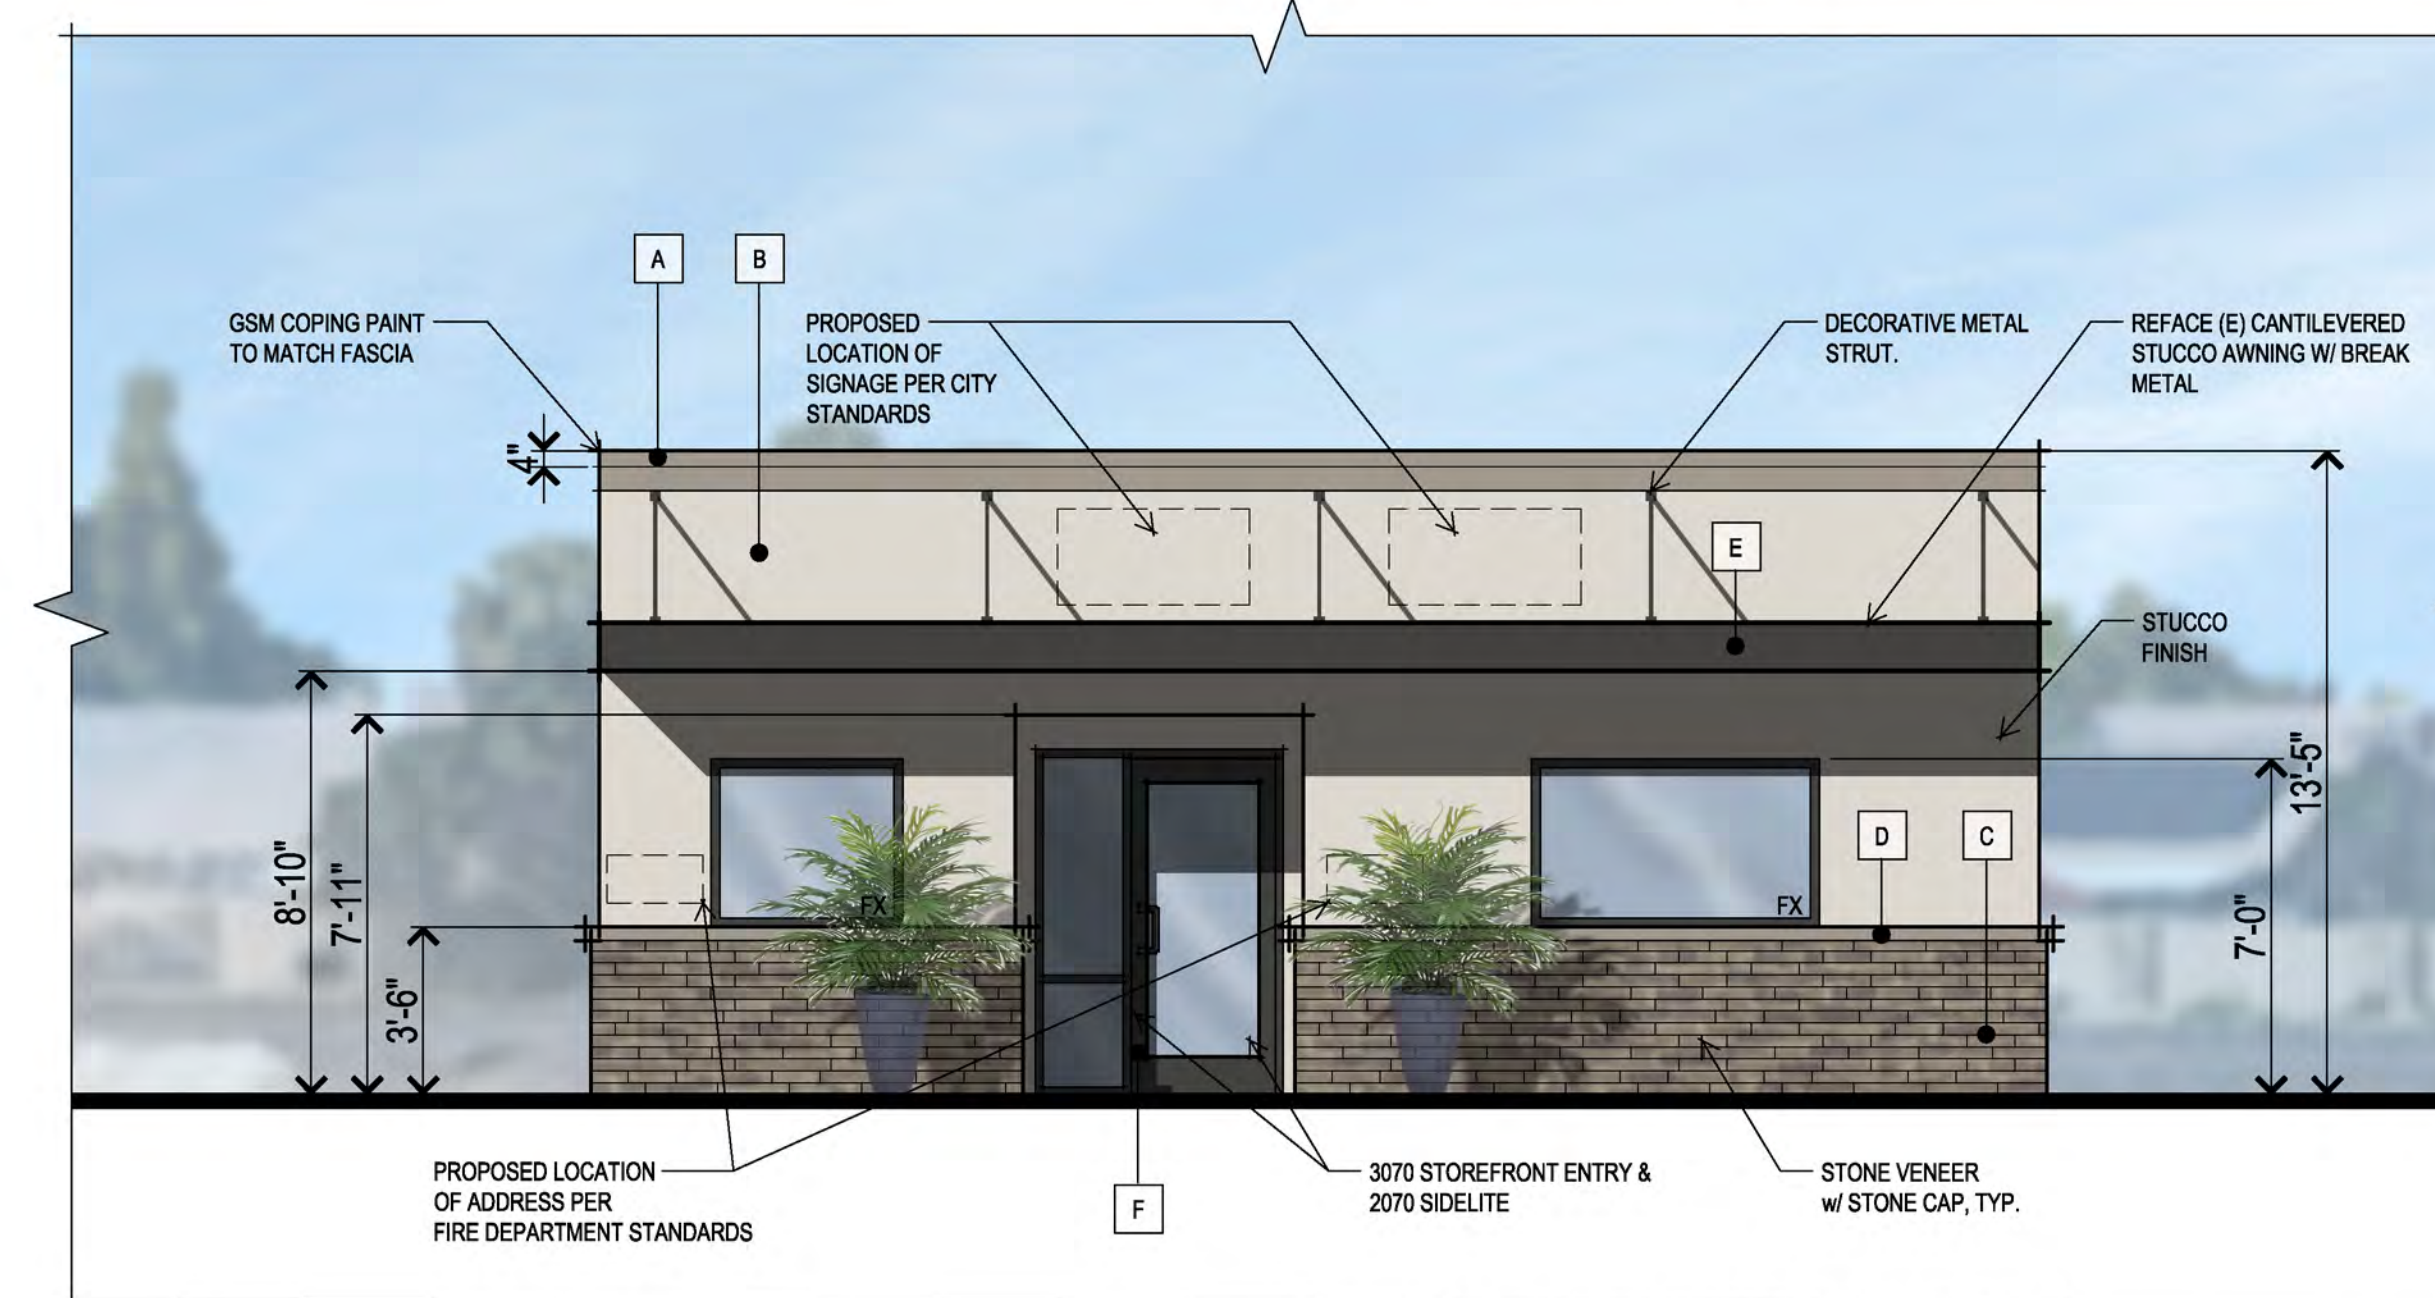 A
B
GSM COPING PAINT
TO MATCH FASCIA
PROPOSED
LOCATION OF
SIGNAGE PER CITY
STANDARDS
DECORATIVE METAL
STRUT.
REFACE (E) CANTILEVERED
STUCCO AWNING W/ BREAK
METAL
4"
E
STUCCO
FINISH
8'-10"
7'-11"
3'-6"
13'-5"
7'-0"
D
C
FX
FX
PROPOSED LOCATION
OF ADDRESS PER
FIRE DEPARTMENT STANDARDS
F
3070 STOREFRONT ENTRY &
2070 SIDELITE
STONE VENEER
w/ STONE CAP, TYP.